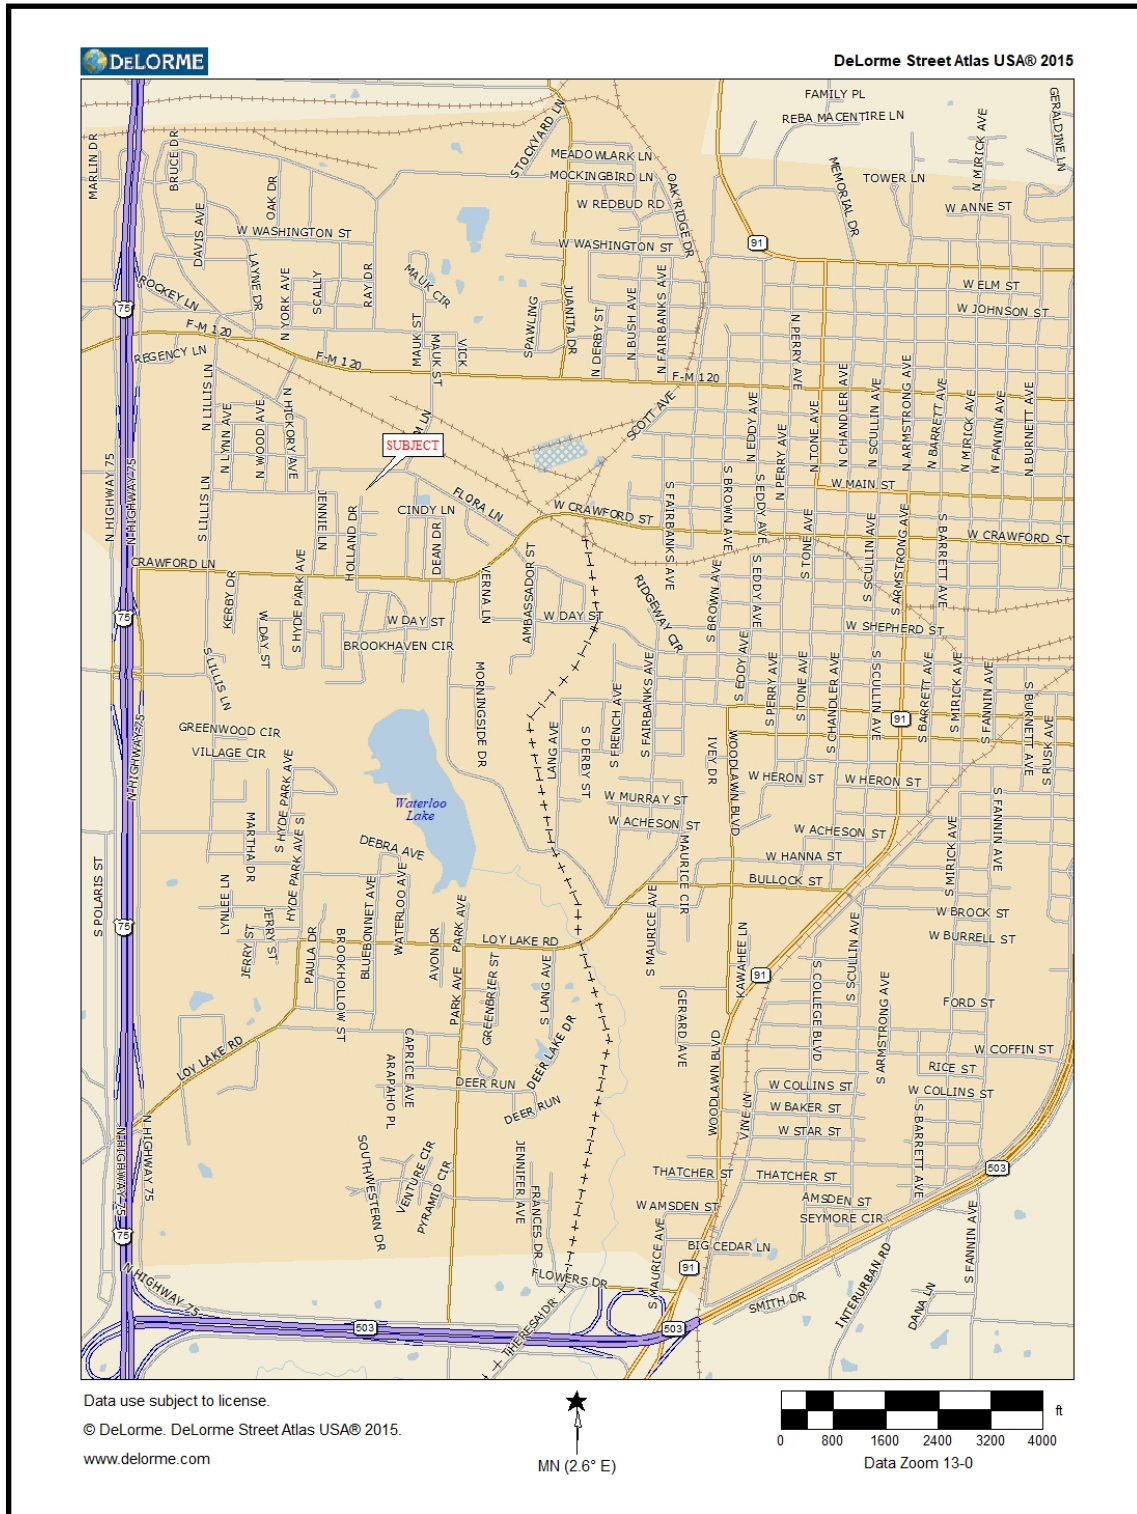 DELORME
DeLorme Street Atlas USA® 2015
FAMILY PL
REBA MACENTIRE LN
GERALDINE LN
STOCKYARD LN
MARLIN DR
BRUCE DR
MEADOWLARK LN
MOCKINGBIRD LN
OAK RIDGE DR
MEMORIAL DR
TOWER LN
N MIRICK AVE
OAK DR
W REDBUD RD
W ANNE ST
DAVIS AVE
W WASHINGTON ST
W WASHINGTON ST
91
LAYNE DR
N YORK AVE
SCALLY
RAY DR
MAUK CIR
ROCKEY LN
75
SPAWLING
JUANITA DR
N DERBY ST
N BUSH AVE
N FAIRBANKS AVE
W ELM ST
W JOHNSON ST
N PERRY AVE
F-M 120
MAUK ST
MAUK ST
VICK
REGENCY LN
F-M 120
F-M 120
N LILLIS LN
N LYNN AVE
N WOOD AVE
N HICKORY AVE
M LN
SCOTT AVE
N EDDY AVE
N PERRY AVE
N TONE AVE
N CHANDLER AVE
N SCULLIN AVE
N ARMSTRONG AVE
N BARRETT AVE
N MIRICK AVE
N FANNIN AVE
N BURNETT AVE
SUBJECT
N HIGHWAY 75
N HIGHWAY 75
S LILLIS LN
JENNIE LN
HOLLAND DR
CINDY LN
FLORA LN
DEAN DR
W CRAWFORD ST
S FAIRBANKS AVE
S BROWN AVE
S EDDY AVE
W MAIN ST
S TONE AVE
S SCULLIN AVE
S ARMSTRONG AVE
S BARRETT AVE
W CRAWFORD ST
CRAWFORD LN
KERBY DR
W DAY ST
S HYDE PARK AVE
75
W DAY ST
BROOKHAVEN CIR
VERNA LN
AMBASSADOR ST
W DAY ST
RIDGEWAY CIR
S BROWN AVE
S EDDY AVE
W SHEPHERD ST
S LILLIS LN
MORNINGSIDE DR
S EDDY AVE
S PERRY AVE
S TONE AVE
S CHANDLER AVE
S SCULLIN AVE
S BARRETT AVE
S MIRICK AVE
S FANNIN AVE
S BURNETT AVE
S RUSK AVE
91
GREENWOOD CIR
VILLAGE CIR
N HIGHWAY 75
S HYDE PARK AVE
LANG AVE
S DERBY ST
S FRENCH AVE
S FAIRBANKS AVE
IVEY DR
WOODLAWN BLVD
W HERON ST
W HERON ST
Waterloo
Lake
W MURRAY ST
W ACHESON ST
W ACHESON ST
S FANNIN AVE
MARTHA DR
HYDE PARK AVE S
DEBRA AVE
MAURICE CIR
W HANNA ST
BULLOCK ST
S MIRICK AVE
S POLARIS ST
LYNLEE LN
JERRY ST
JERRY ST
75
PAULA DR
BROOKHOLLOW ST
BLUEBONNET AVE
WATERLOO AVE
AVON DR
PARK AVE
LOY LAKE RD
S MAURICE AVE
KAWAHEE LN
W BROCK ST
W BURRELL ST
91
S COLLEGE BLVD
S SCULLIN AVE
PARK AVE
GREENBRIER ST
S LANG AVE
GERARD AVE
S ARMSTRONG AVE
FORD ST
LOY LAKE RD
CAPRICE AVE
ARAPAHO PL
DEER LAKE DR
DEER RUN
DEER RUN
WOODLAWN BLVD
VINE LN
W COFFIN ST
RICE ST
W COLLINS ST
W COLLINS ST
W BAKER ST
W STAR ST
S BARRETT AVE
N HIGHWAY 75
N HIGHWAY 75
SOUTHWESTERN DR
VENTURE CIR
PYRAMID CIR
JENNIFER AVE
FRANCES DR
THATCHER ST
THATCHER ST
503
W AMSDEN ST
AMSDEN ST
SEYMORE CIR
75
S MAURICE AVE
BIG CEDAR LN
91
INTERURBAN RD
S FANNIN AVE
N HIGHWAY 75
FLOWERS DR
SMITH DR
DANA LN
503
503
THERESA DR
Data use subject to license.
© DeLorme. DeLorme Street Atlas USA® 2015.
www.delorme.com
MN (2.6° E)
ft
0 800 1600 2400 3200 4000
Data Zoom 13-0